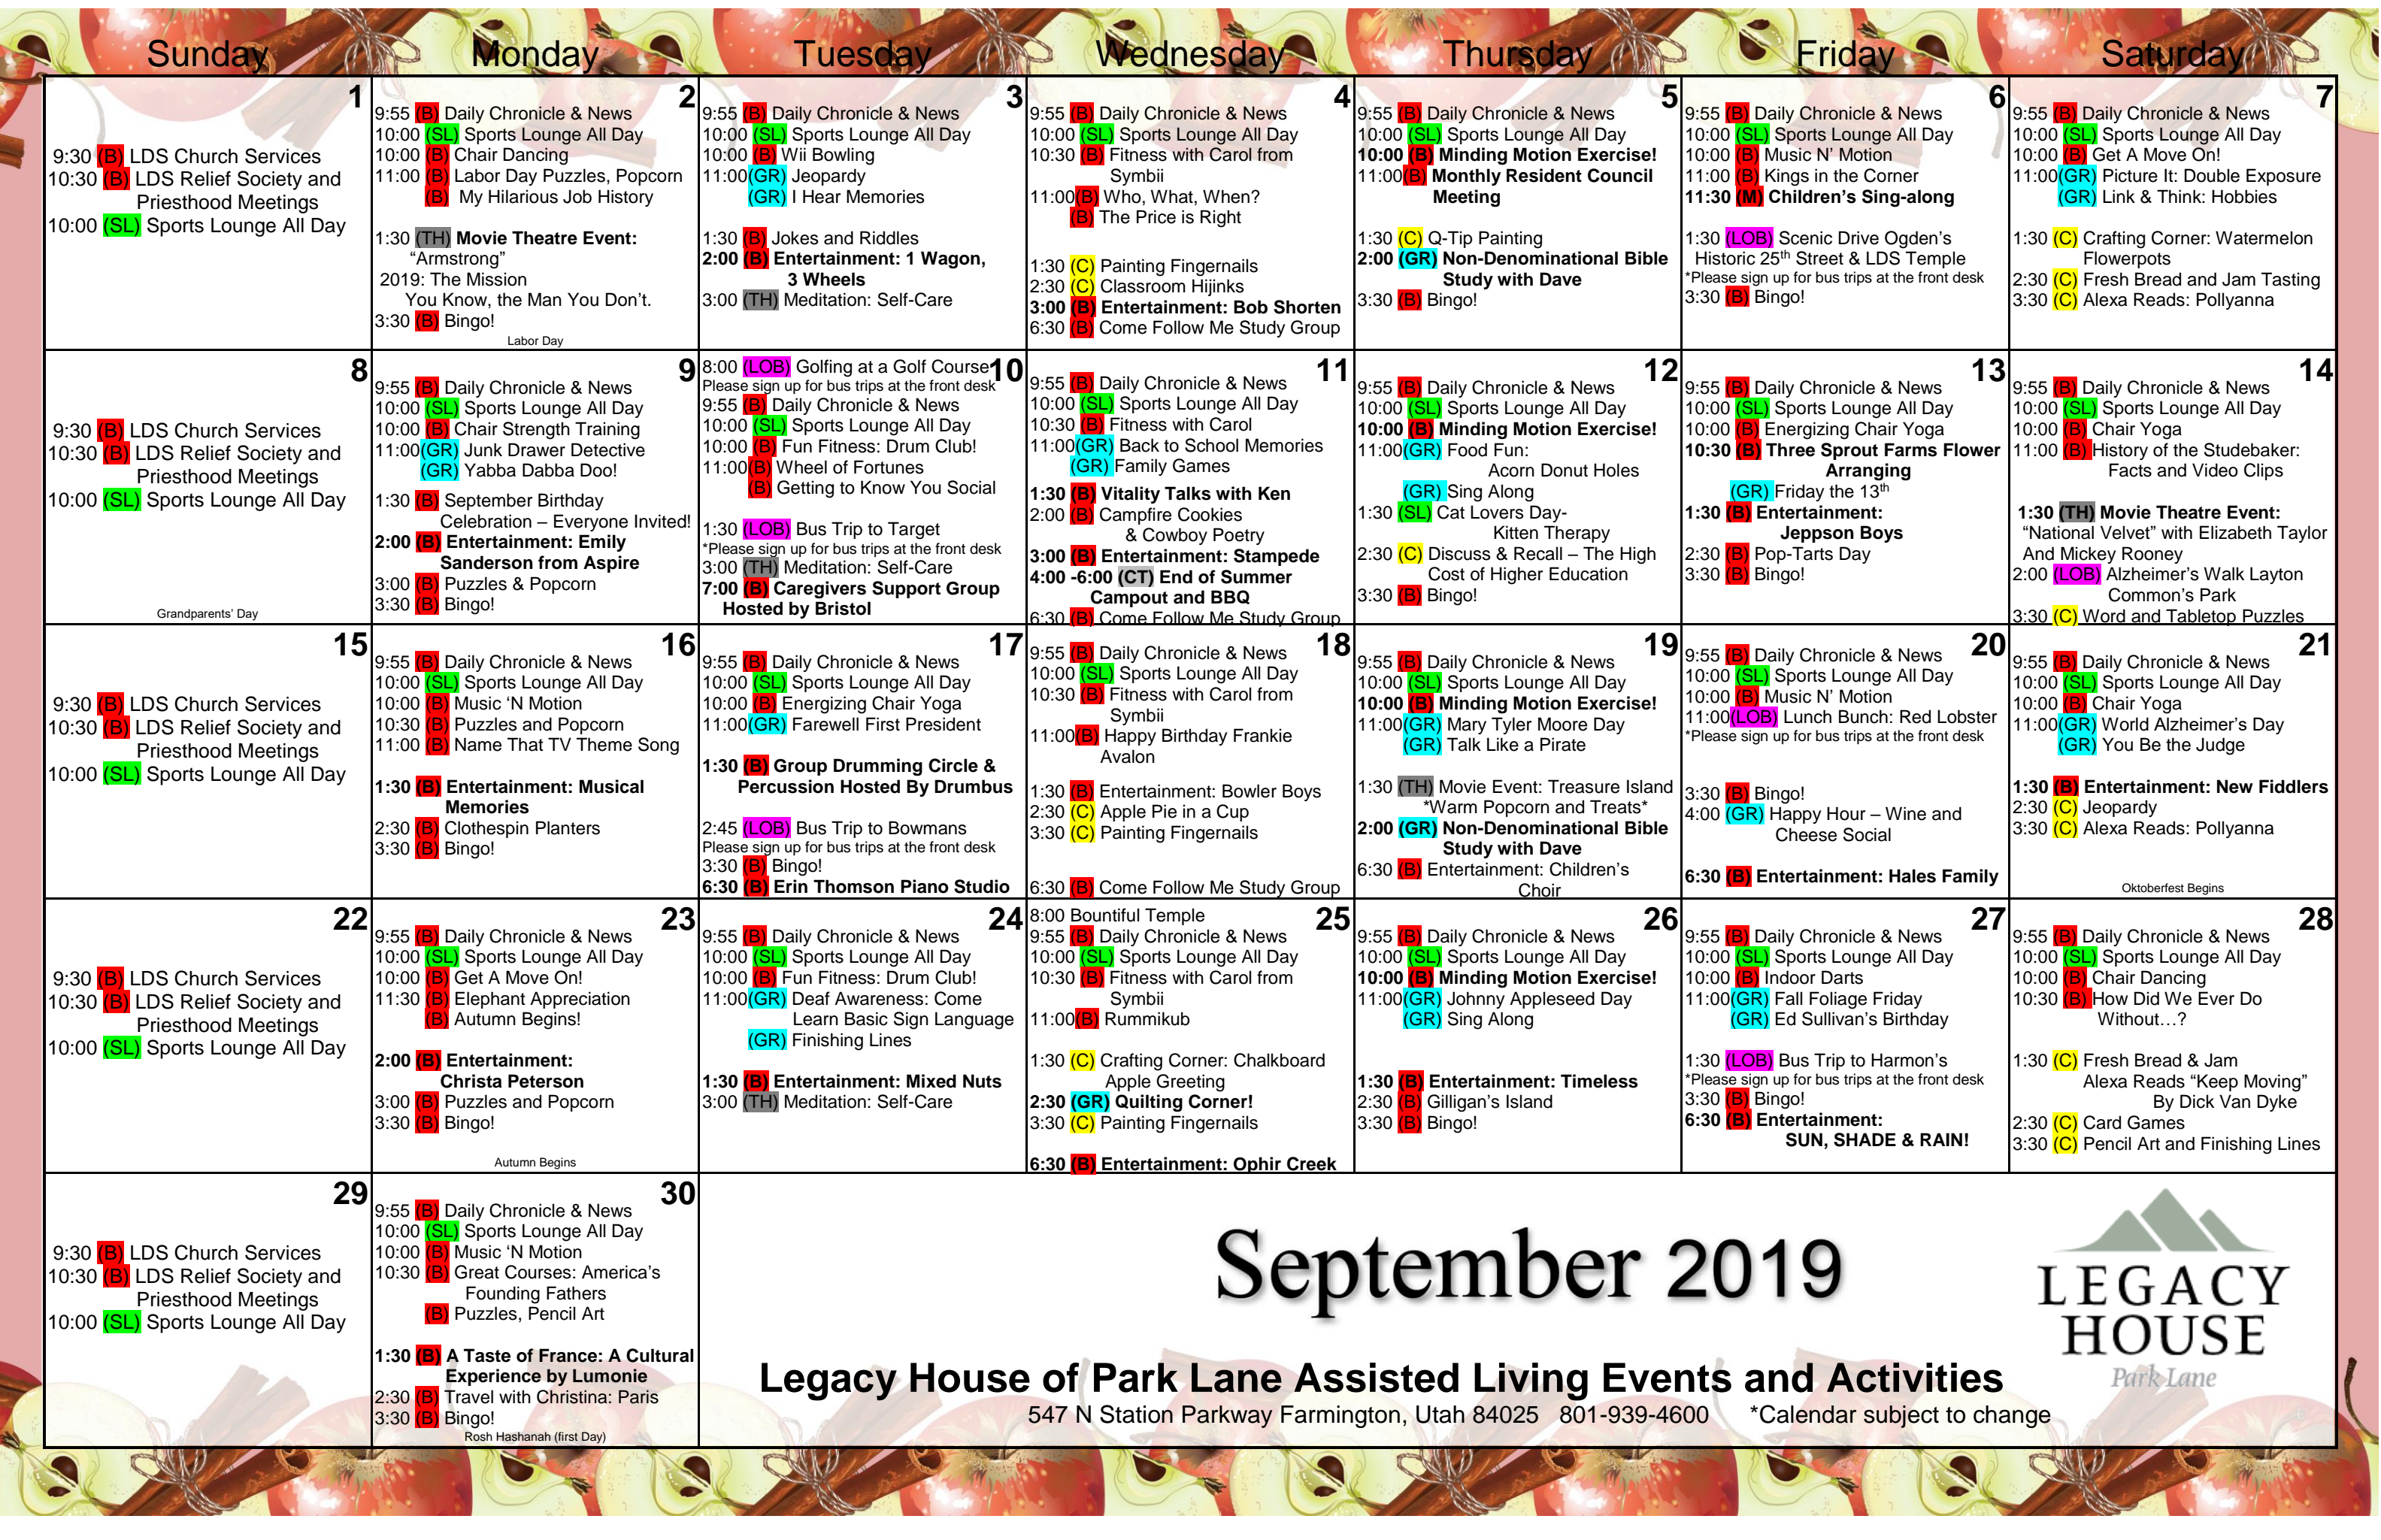 Sunday Monday Tuesday Wednesday Thursday Friday Saturday
1
9:30 (B) LDS Church Services
10:30 (B) LDS Relief Society and
Priesthood Meetings
10:00 (SL) Sports Lounge All Day
2
9:55 (B) Daily Chronicle & News
10:00 (SL) Sports Lounge All Day
10:00 (B) Chair Dancing
11:00 (B) Labor Day Puzzles, Popcorn
(B) My Hilarious Job History
1:30 (TH) Movie Theatre Event:
“Armstrong”
2019: The Mission
You Know, the Man You Don’t.
3:30 (B) Bingo!
Labor Day
3
9:55 (B) Daily Chronicle & News
10:00 (SL) Sports Lounge All Day
10:00 (B) Wii Bowling
11:00(GR) Jeopardy
(GR) I Hear Memories
1:30 (B) Jokes and Riddles
2:00 (B) Entertainment: 1 Wagon,
3 Wheels
3:00 (TH) Meditation: Self-Care
4
9:55 (B) Daily Chronicle & News
10:00 (SL) Sports Lounge All Day
10:30 (B) Fitness with Carol from
Symbii
11:00(B) Who, What, When?
(B) The Price is Right
1:30 (C) Painting Fingernails
2:30 (C) Classroom Hijinks
3:00 (B) Entertainment: Bob Shorten
6:30 (B) Come Follow Me Study Group
5
9:55 (B) Daily Chronicle & News
10:00 (SL) Sports Lounge All Day
10:00 (B) Minding Motion Exercise!
11:00(B) Monthly Resident Council
Meeting
1:30 (C) Q-Tip Painting
2:00 (GR) Non-Denominational Bible
Study with Dave
3:30 (B) Bingo!
6
9:55 (B) Daily Chronicle & News
10:00 (SL) Sports Lounge All Day
10:00 (B) Music N’ Motion
11:00 (B) Kings in the Corner
11:30 (M) Children’s Sing-along
1:30 (LOB) Scenic Drive Ogden’s
Historic 25th Street & LDS Temple
*Please sign up for bus trips at the front desk
3:30 (B) Bingo!
7
9:55 (B) Daily Chronicle & News
10:00 (SL) Sports Lounge All Day
10:00 (B) Get A Move On!
11:00(GR) Picture It: Double Exposure
(GR) Link & Think: Hobbies
1:30 (C) Crafting Corner: Watermelon
Flowerpots
2:30 (C) Fresh Bread and Jam Tasting
3:30 (C) Alexa Reads: Pollyanna
8
9:30 (B) LDS Church Services
10:30 (B) LDS Relief Society and
Priesthood Meetings
10:00 (SL) Sports Lounge All Day
Grandparents’ Day
9
9:55 (B) Daily Chronicle & News
10:00 (SL) Sports Lounge All Day
10:00 (B) Chair Strength Training
11:00(GR) Junk Drawer Detective
(GR) Yabba Dabba Doo!
1:30 (B) September Birthday
Celebration – Everyone Invited!
2:00 (B) Entertainment: Emily
Sanderson from Aspire
3:00 (B) Puzzles & Popcorn
3:30 (B) Bingo!
8:00 (LOB) Golfing at a Golf Course 10
Please sign up for bus trips at the front desk
9:55 (B) Daily Chronicle & News
10:00 (SL) Sports Lounge All Day
10:00 (B) Fun Fitness: Drum Club!
11:00(B) Wheel of Fortunes
(B) Getting to Know You Social
1:30 (LOB) Bus Trip to Target
*Please sign up for bus trips at the front desk
3:00 (TH) Meditation: Self-Care
7:00 (B) Caregivers Support Group
Hosted by Bristol
11
9:55 (B) Daily Chronicle & News
10:00 (SL) Sports Lounge All Day
10:30 (B) Fitness with Carol
11:00(GR) Back to School Memories
(GR) Family Games
1:30 (B) Vitality Talks with Ken
2:00 (B) Campfire Cookies
& Cowboy Poetry
3:00 (B) Entertainment: Stampede
4:00 -6:00 (CT) End of Summer
Campout and BBQ
6:30 (B) Come Follow Me Study Group
12
9:55 (B) Daily Chronicle & News
10:00 (SL) Sports Lounge All Day
10:00 (B) Minding Motion Exercise!
11:00(GR) Food Fun:
Acorn Donut Holes
(GR) Sing Along
1:30 (SL) Cat Lovers Day-
Kitten Therapy
2:30 (C) Discuss & Recall – The High
Cost of Higher Education
3:30 (B) Bingo!
13
9:55 (B) Daily Chronicle & News
10:00 (SL) Sports Lounge All Day
10:00 (B) Energizing Chair Yoga
10:30 (B) Three Sprout Farms Flower
Arranging
(GR) Friday the 13th
1:30 (B) Entertainment:
Jeppson Boys
2:30 (B) Pop-Tarts Day
3:30 (B) Bingo!
14
9:55 (B) Daily Chronicle & News
10:00 (SL) Sports Lounge All Day
10:00 (B) Chair Yoga
11:00 (B) History of the Studebaker:
Facts and Video Clips
1:30 (TH) Movie Theatre Event:
“National Velvet” with Elizabeth Taylor
And Mickey Rooney
2:00 (LOB) Alzheimer’s Walk Layton
Common’s Park
3:30 (C) Word and Tabletop Puzzles
15
9:30 (B) LDS Church Services
10:30 (B) LDS Relief Society and
Priesthood Meetings
10:00 (SL) Sports Lounge All Day
16
9:55 (B) Daily Chronicle & News
10:00 (SL) Sports Lounge All Day
10:00 (B) Music ‘N Motion
10:30 (B) Puzzles and Popcorn
11:00 (B) Name That TV Theme Song
1:30 (B) Entertainment: Musical
Memories
2:30 (B) Clothespin Planters
3:30 (B) Bingo!
17
9:55 (B) Daily Chronicle & News
10:00 (SL) Sports Lounge All Day
10:00 (B) Energizing Chair Yoga
11:00(GR) Farewell First President
1:30 (B) Group Drumming Circle &
Percussion Hosted By Drumbus
2:45 (LOB) Bus Trip to Bowmans
Please sign up for bus trips at the front desk
3:30 (B) Bingo!
6:30 (B) Erin Thomson Piano Studio
18
9:55 (B) Daily Chronicle & News
10:00 (SL) Sports Lounge All Day
10:30 (B) Fitness with Carol from
Symbii
11:00(B) Happy Birthday Frankie
Avalon
1:30 (B) Entertainment: Bowler Boys
2:30 (C) Apple Pie in a Cup
3:30 (C) Painting Fingernails
6:30 (B) Come Follow Me Study Group
19
9:55 (B) Daily Chronicle & News
10:00 (SL) Sports Lounge All Day
10:00 (B) Minding Motion Exercise!
11:00(GR) Mary Tyler Moore Day
(GR) Talk Like a Pirate
1:30 (TH) Movie Event: Treasure Island
*Warm Popcorn and Treats*
2:00 (GR) Non-Denominational Bible
Study with Dave
6:30 (B) Entertainment: Children’s
Choir
20
9:55 (B) Daily Chronicle & News
10:00 (SL) Sports Lounge All Day
10:00 (B) Music N’ Motion
11:00(LOB) Lunch Bunch: Red Lobster
*Please sign up for bus trips at the front desk
3:30 (B) Bingo!
4:00 (GR) Happy Hour – Wine and
Cheese Social
6:30 (B) Entertainment: Hales Family
21
9:55 (B) Daily Chronicle & News
10:00 (SL) Sports Lounge All Day
10:00 (B) Chair Yoga
11:00(GR) World Alzheimer’s Day
(GR) You Be the Judge
1:30 (B) Entertainment: New Fiddlers
2:30 (C) Jeopardy
3:30 (C) Alexa Reads: Pollyanna
Oktoberfest Begins
22
9:30 (B) LDS Church Services
10:30 (B) LDS Relief Society and
Priesthood Meetings
10:00 (SL) Sports Lounge All Day
23
9:55 (B) Daily Chronicle & News
10:00 (SL) Sports Lounge All Day
10:00 (B) Get A Move On!
11:30 (B) Elephant Appreciation
(B) Autumn Begins!
2:00 (B) Entertainment:
Christa Peterson
3:00 (B) Puzzles and Popcorn
3:30 (B) Bingo!
Autumn Begins
24
9:55 (B) Daily Chronicle & News
10:00 (SL) Sports Lounge All Day
10:00 (B) Fun Fitness: Drum Club!
11:00(GR) Deaf Awareness: Come
Learn Basic Sign Language
(GR) Finishing Lines
1:30 (B) Entertainment: Mixed Nuts
3:00 (TH) Meditation: Self-Care
8:00 Bountiful Temple 25
9:55 (B) Daily Chronicle & News
10:00 (SL) Sports Lounge All Day
10:30 (B) Fitness with Carol from
Symbii
11:00(B) Rummikub
1:30 (C) Crafting Corner: Chalkboard
Apple Greeting
2:30 (GR) Quilting Corner!
3:30 (C) Painting Fingernails
6:30 (B) Entertainment: Ophir Creek
26
9:55 (B) Daily Chronicle & News
10:00 (SL) Sports Lounge All Day
10:00 (B) Minding Motion Exercise!
11:00(GR) Johnny Appleseed Day
(GR) Sing Along
1:30 (B) Entertainment: Timeless
2:30 (B) Gilligan’s Island
3:30 (B) Bingo!
27
9:55 (B) Daily Chronicle & News
10:00 (SL) Sports Lounge All Day
10:00 (B) Indoor Darts
11:00(GR) Fall Foliage Friday
(GR) Ed Sullivan’s Birthday
1:30 (LOB) Bus Trip to Harmon’s
*Please sign up for bus trips at the front desk
3:30 (B) Bingo!
6:30 (B) Entertainment:
SUN, SHADE & RAIN!
28
9:55 (B) Daily Chronicle & News
10:00 (SL) Sports Lounge All Day
10:00 (B) Chair Dancing
10:30 (B) How Did We Ever Do
Without…?
1:30 (C) Fresh Bread & Jam
Alexa Reads “Keep Moving”
By Dick Van Dyke
2:30 (C) Card Games
3:30 (C) Pencil Art and Finishing Lines
29
9:30 (B) LDS Church Services
10:30 (B) LDS Relief Society and
Priesthood Meetings
10:00 (SL) Sports Lounge All Day
30
9:55 (B) Daily Chronicle & News
10:00 (SL) Sports Lounge All Day
10:00 (B) Music ‘N Motion
10:30 (B) Great Courses: America’s
Founding Fathers
(B) Puzzles, Pencil Art
1:30 (B) A Taste of France: A Cultural
Experience by Lumonie
2:30 (B) Travel with Christina: Paris
3:30 (B) Bingo!
Rosh Hashanah (first Day)
September 2019
LEGACY
HOUSE
Park Lane
Legacy House of Park Lane Assisted Living Events and Activities
547 N Station Parkway Farmington, Utah 84025 801-939-4600 *Calendar subject to change